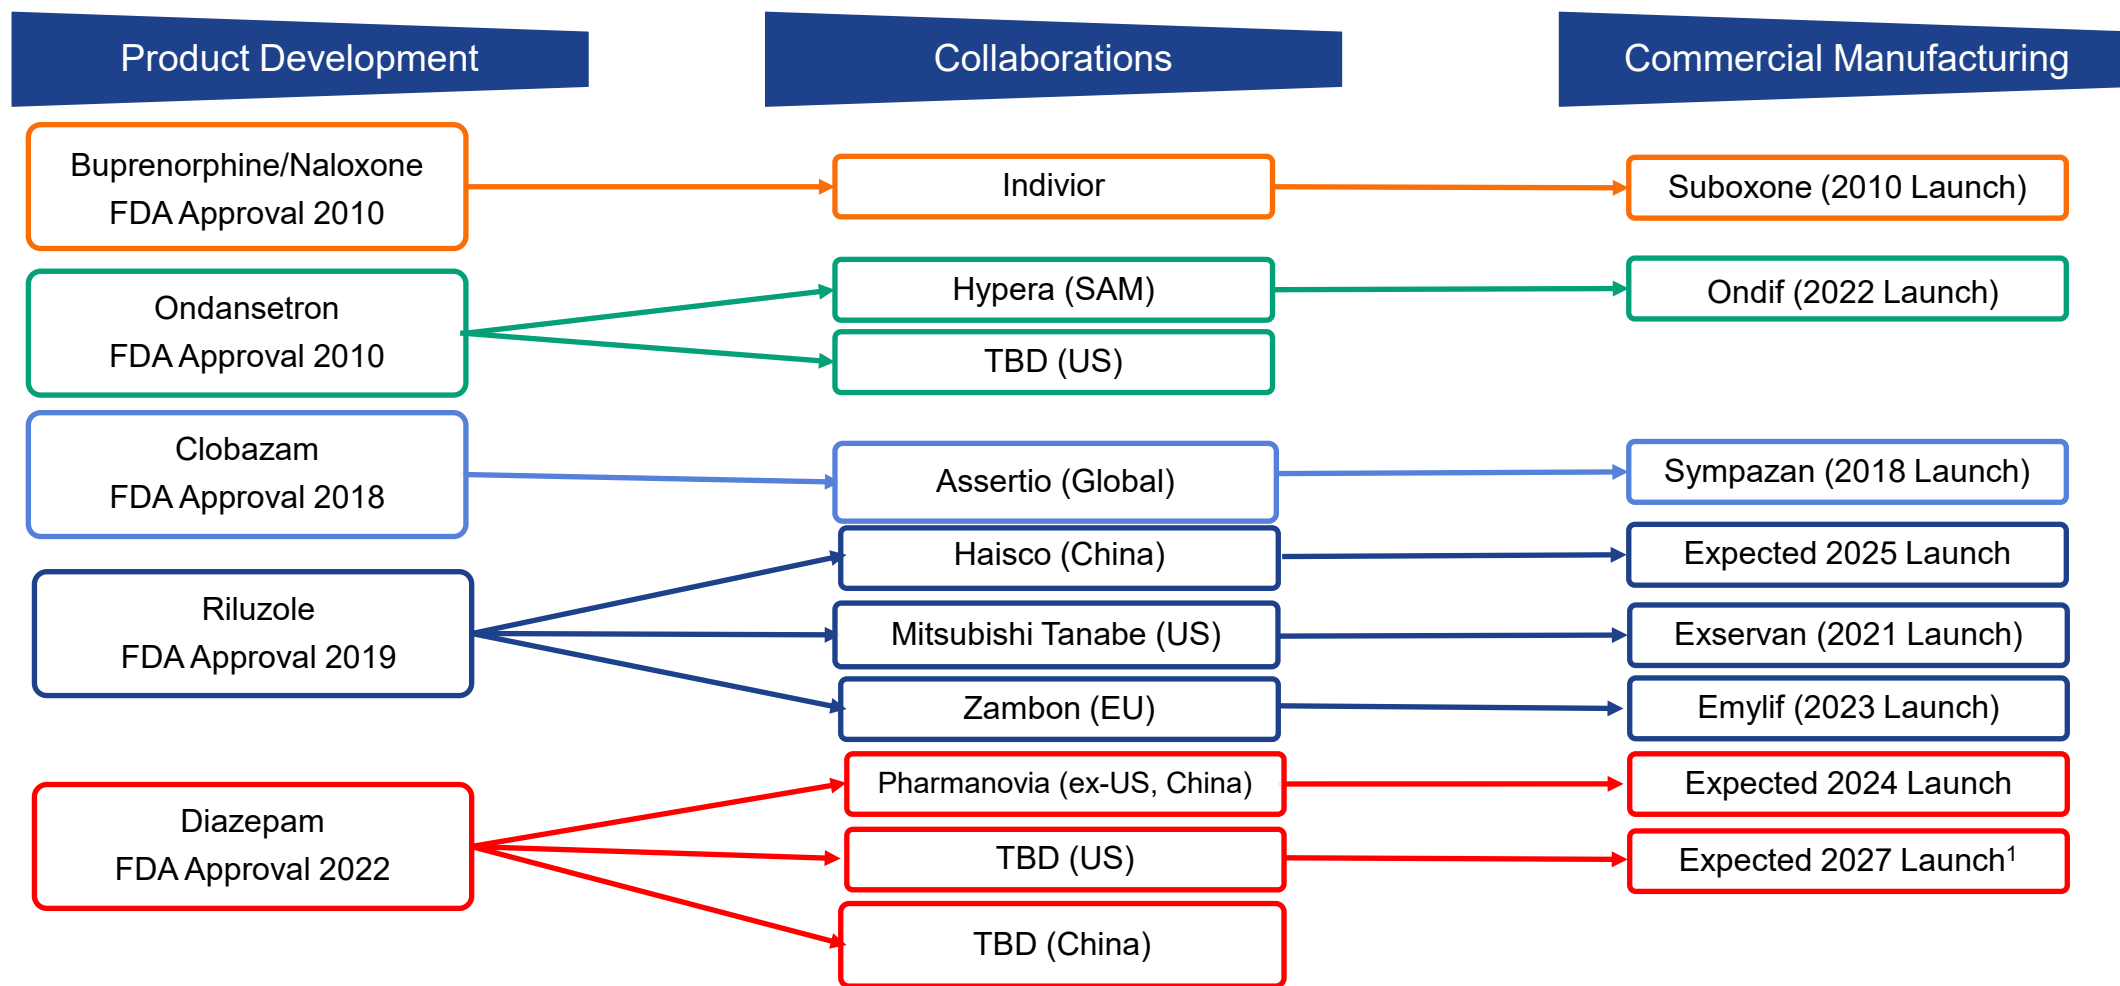 Product Development
Collaborations
Commercial Manufacturing
Buprenorphine/Naloxone
FDA Approval 2010
Indivior
Suboxone (2010 Launch)
Ondansetron
FDA Approval 2010
Hypera (SAM)
Ondif (2022 Launch)
TBD (US)
Clobazam
FDA Approval 2018
Assertio (Global)
Sympazan (2018 Launch)
Riluzole
FDA Approval 2019
Haisco (China)
Expected 2025 Launch
Mitsubishi Tanabe (US)
Exservan (2021 Launch)
Zambon (EU)
Emylif (2023 Launch)
Diazepam
FDA Approval 2022
Pharmanovia (ex-US, China)
Expected 2024 Launch
TBD (US)
Expected 2027 Launch¹
TBD (China)